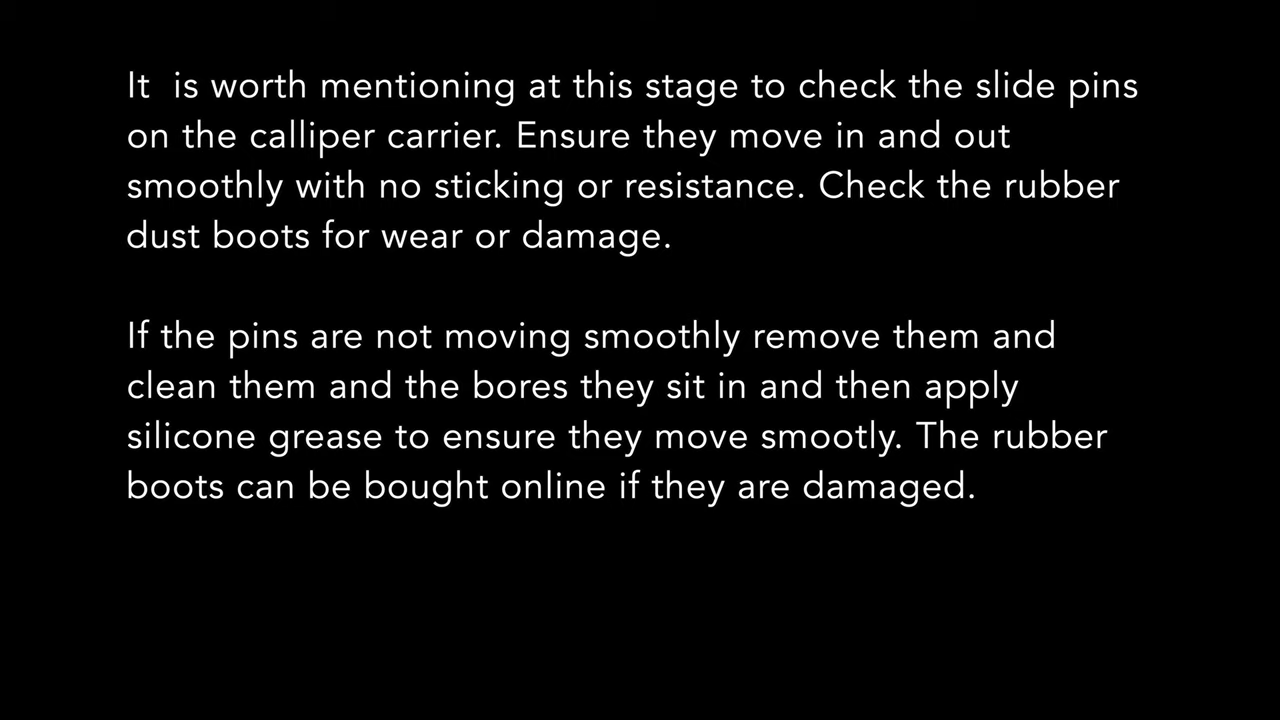 It  is worth mentioning at this stage to check the slide pins
on the calliper carrier. Ensure they move in and out
smoothly with no sticking or resistance. Check the rubber
dust boots for wear or damage.
If the pins are not moving smoothly remove them and
clean them and the bores they sit in and then apply
silicone grease to ensure they move smootly. The rubber
boots can be bought online if they are damaged.